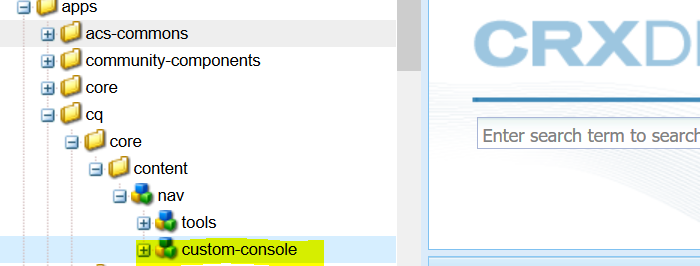 apps
acs-commons
community-components
core
cq
core
content
nav
tools
custom-console
CRXD
Enter search term to search